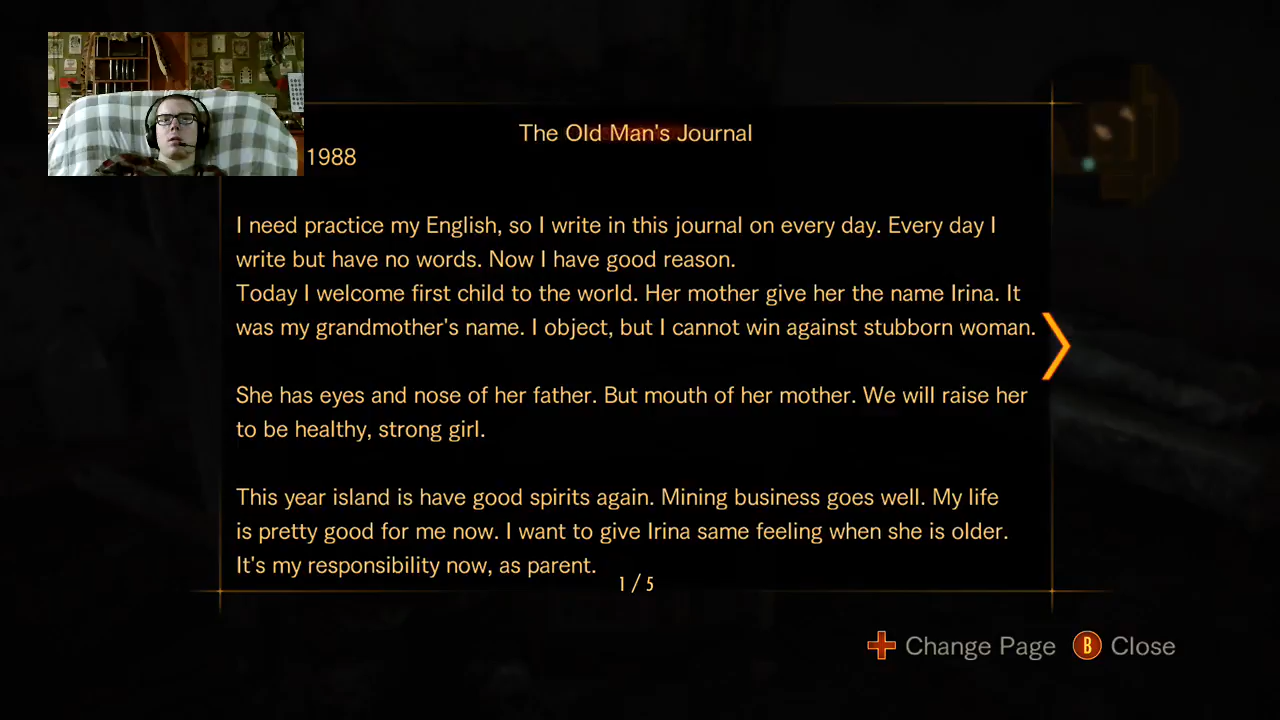 The Old Man's Journal
1988
I need practice my English, so I write in this journal on every day. Every day I
write but have no words. Now I have good reason.
Today I welcome first child to the world. Her mother give her the name Irina. It
was my grandmother's name. I object, but I cannot win against stubborn woman.
She has eyes and nose of her father. But mouth of her mother. We will raise her
to be healthy, strong girl.
This year island is have good spirits again. Mining business goes well. My life
is pretty good for me now. I want to give Irina same feeling when she is older.
It's my responsibility now, as parent.
1 / 5
Change Page B Close